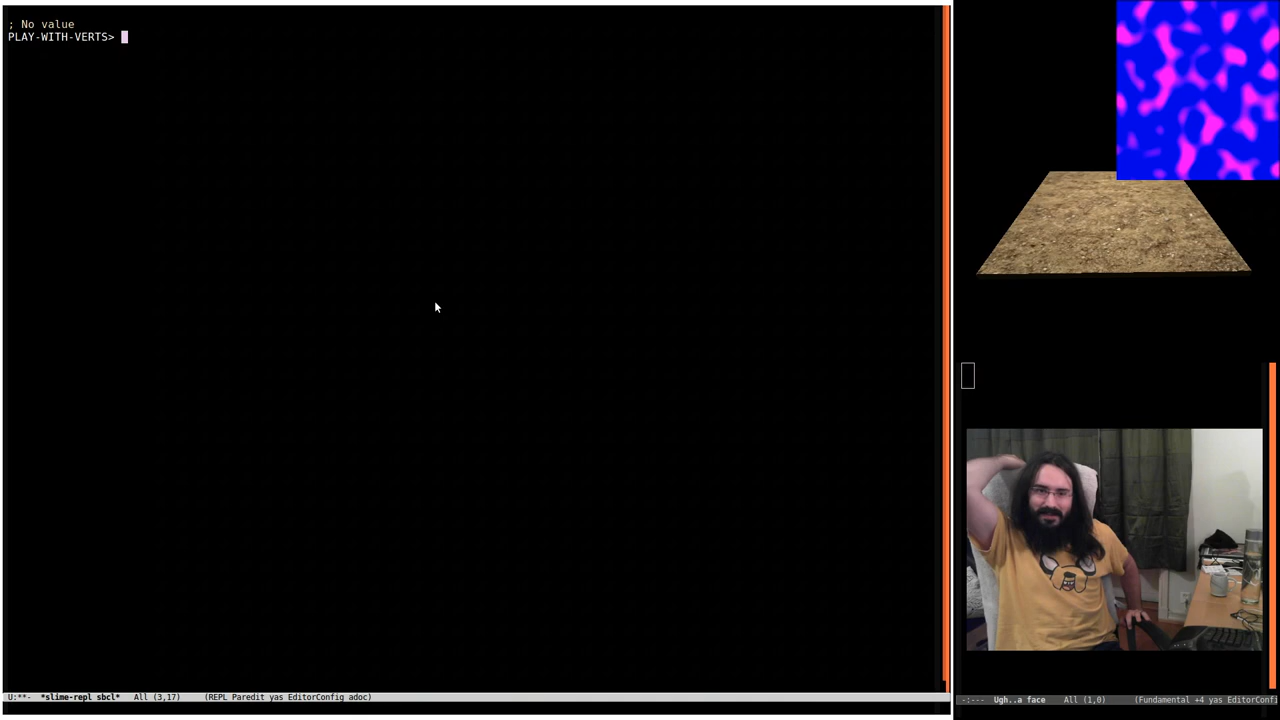 ; No value
PLAY-WITH-VERTS>
U:**-  *slime-repl sbcl*   All (3,17)     (REPL Paredit yas EditorConfig adoc)
-:---  Ugh..a face    All (1,0)     (Fundamental +4 yas EditorConfi